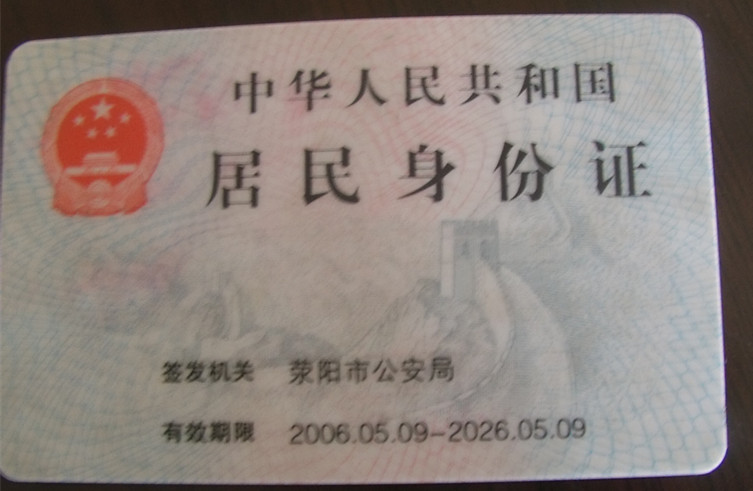 中华人民共和国
居民身份证
签发机关 荥阳市公安局
有效期限 2006.05.09-2026.05.09